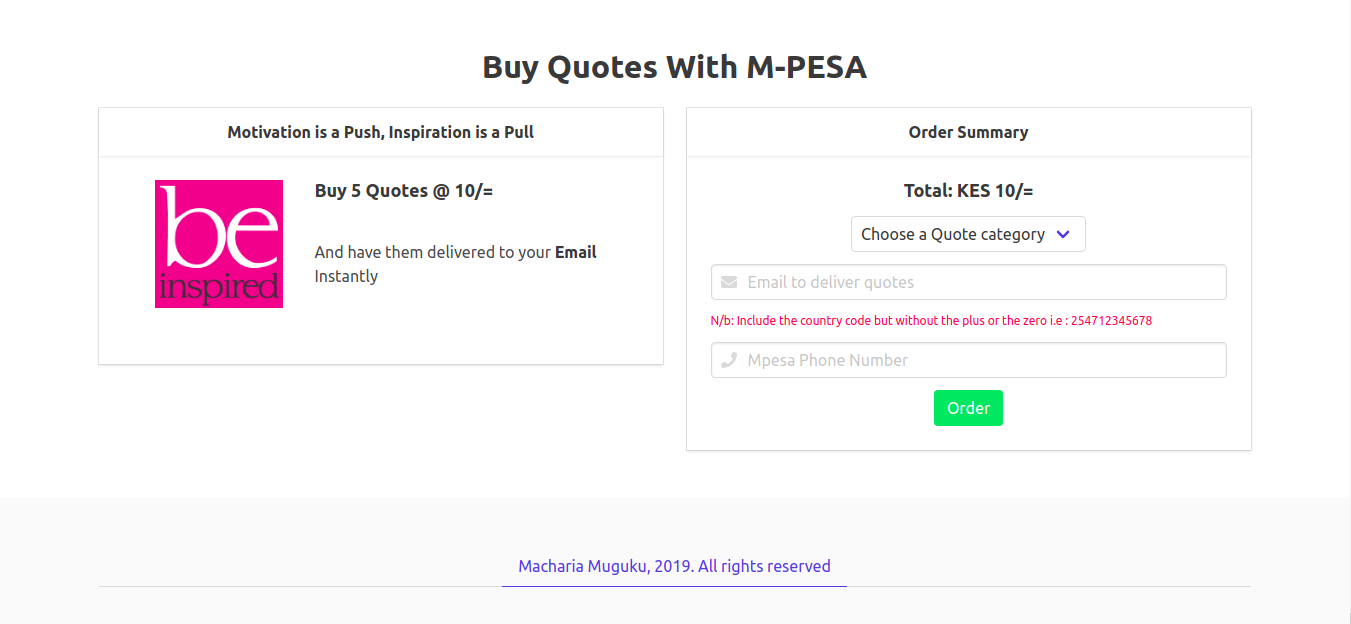 Buy Quotes With M-PESA
Motivation is a Push, Inspiration is a Pull
be
inspired
Buy 5 Quotes @ 10/=
And have them delivered to your Email
Instantly
Order Summary
Total: KES 10/=
Choose a Quote category
Email to deliver quotes
N/b: Include the country code but without the plus or the zero i.e : 254712345678
Mpesa Phone Number
Order
Macharia Muguku, 2019. All rights reserved